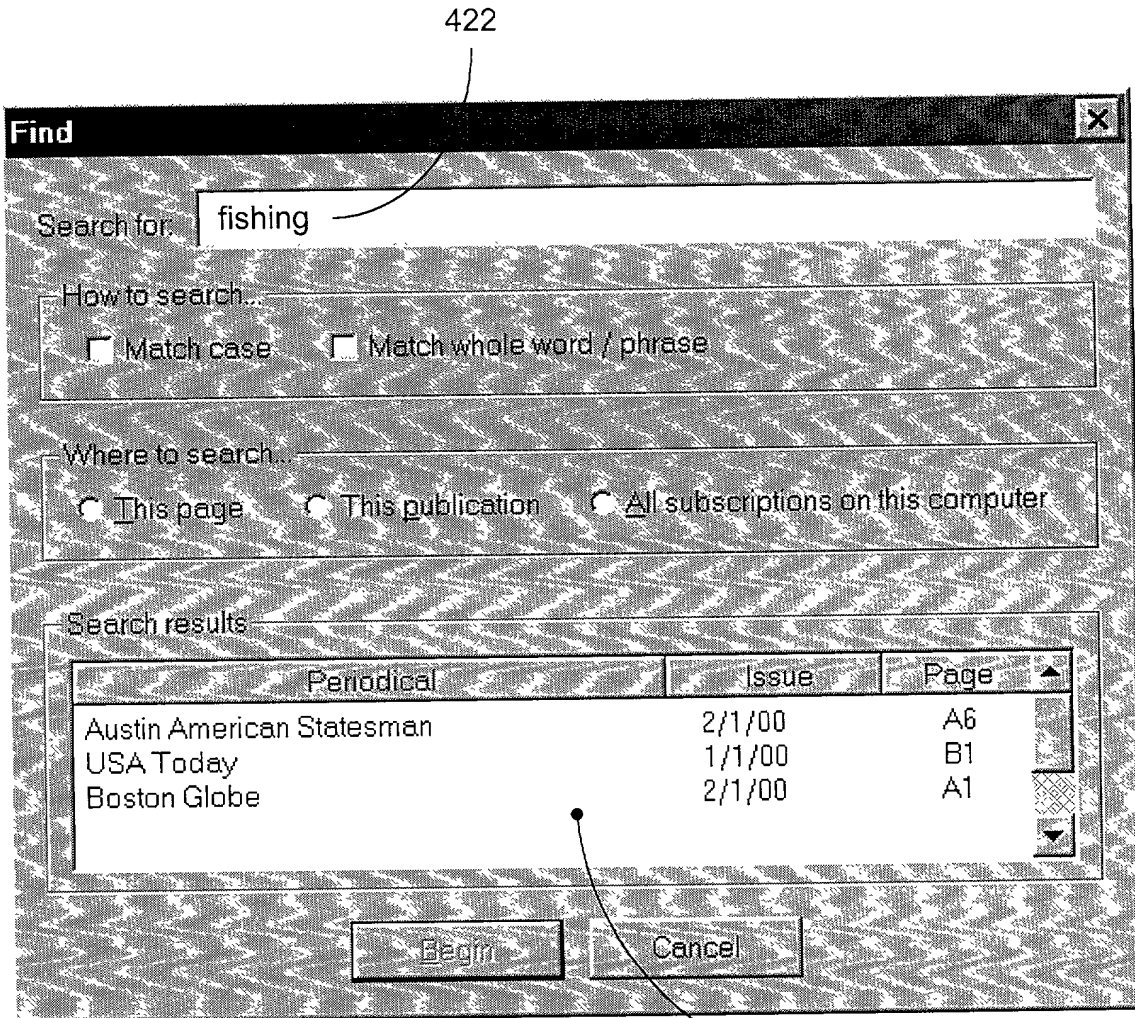 422
Find
Search for: fishing
How to search...
Match case Match whole word / phrase
Where to search...
This page This publication All subscriptions on this computer
Search results
Periodical Issue Page
Austin American Statesman 2/1/00 A6
USA Today 1/1/00 B1
Boston Globe 2/1/00 A1
Begin Cancel